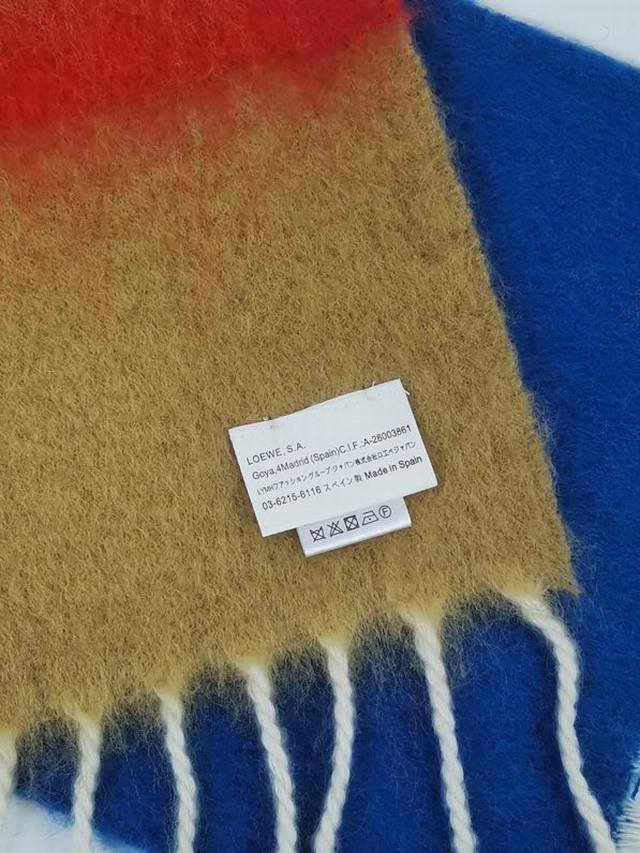 LOEWE, S.A.
Goya,4Madrid (Spain)C.I.F.:A-28003861
LYMHファッショングループ・ジャパン株式会社ロエベジャパン
03-6215-6116 スペイン製 Made in Spain